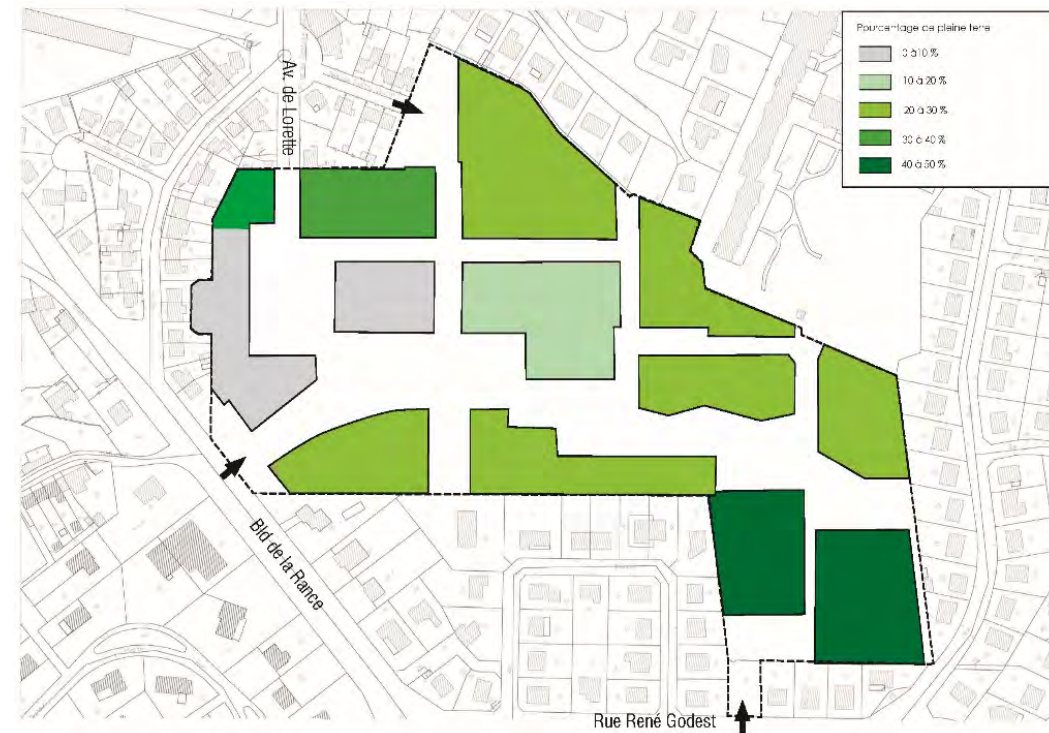 Pourcentage de pleine terre
0 à 10 %
10 à 20 %
20 à 30 %
30 à 40 %
40 à 50 %
Av. de Lorette
Bld de la Rance
Rue René Godest